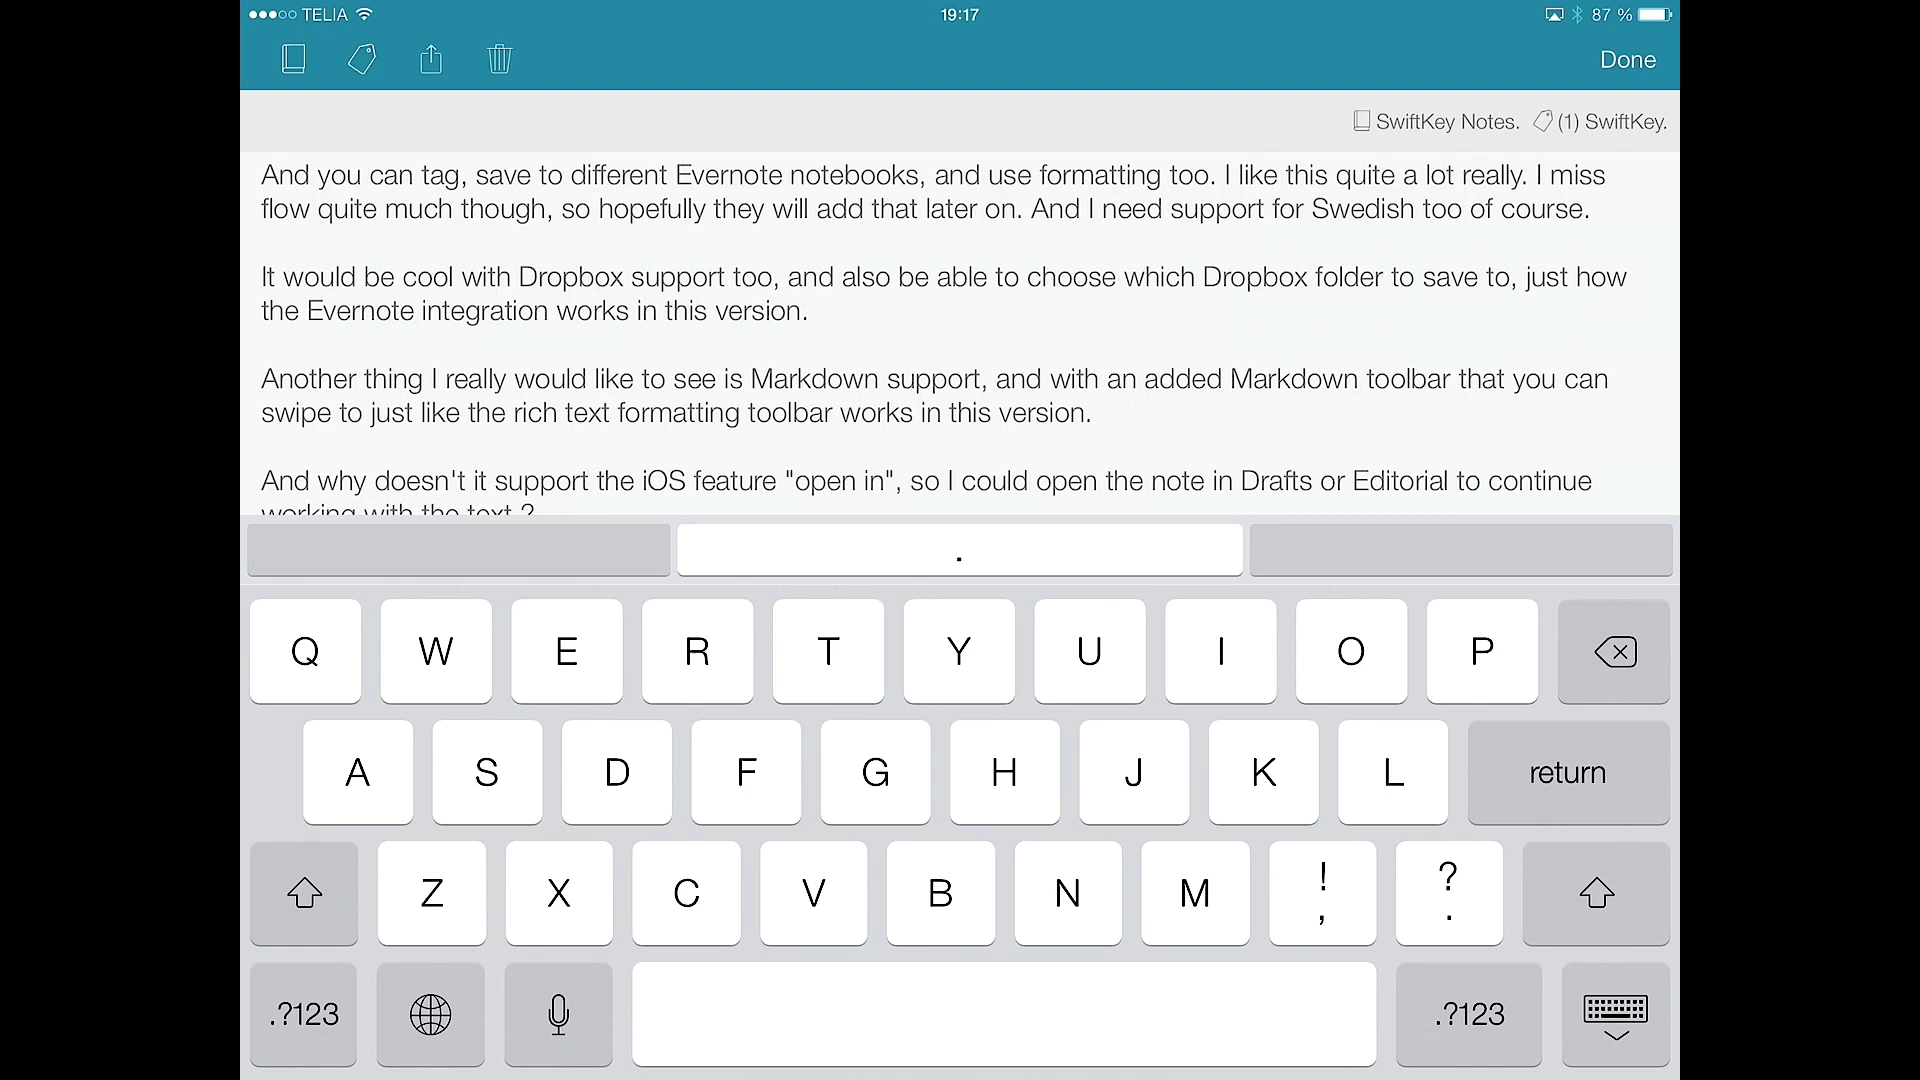 TELIA 19:17 87 %
Done
SwiftKey Notes. (1) SwiftKey.
And you can tag, save to different Evernote notebooks, and use formatting too. I like this quite a lot really. I miss
flow quite much though, so hopefully they will add that later on. And I need support for Swedish too of course.
It would be cool with Dropbox support too, and also be able to choose which Dropbox folder to save to, just how
the Evernote integration works in this version.
Another thing I really would like to see is Markdown support, and with an added Markdown toolbar that you can
swipe to just like the rich text formatting toolbar works in this version.
And why doesn't it support the iOS feature "open in", so I could open the note in Drafts or Editorial to continue
working with the text ?
.
Q W E R T Y U I O P
A S D F G H J K L return
Z X C V B N M ! , ? .
.?123 .?123